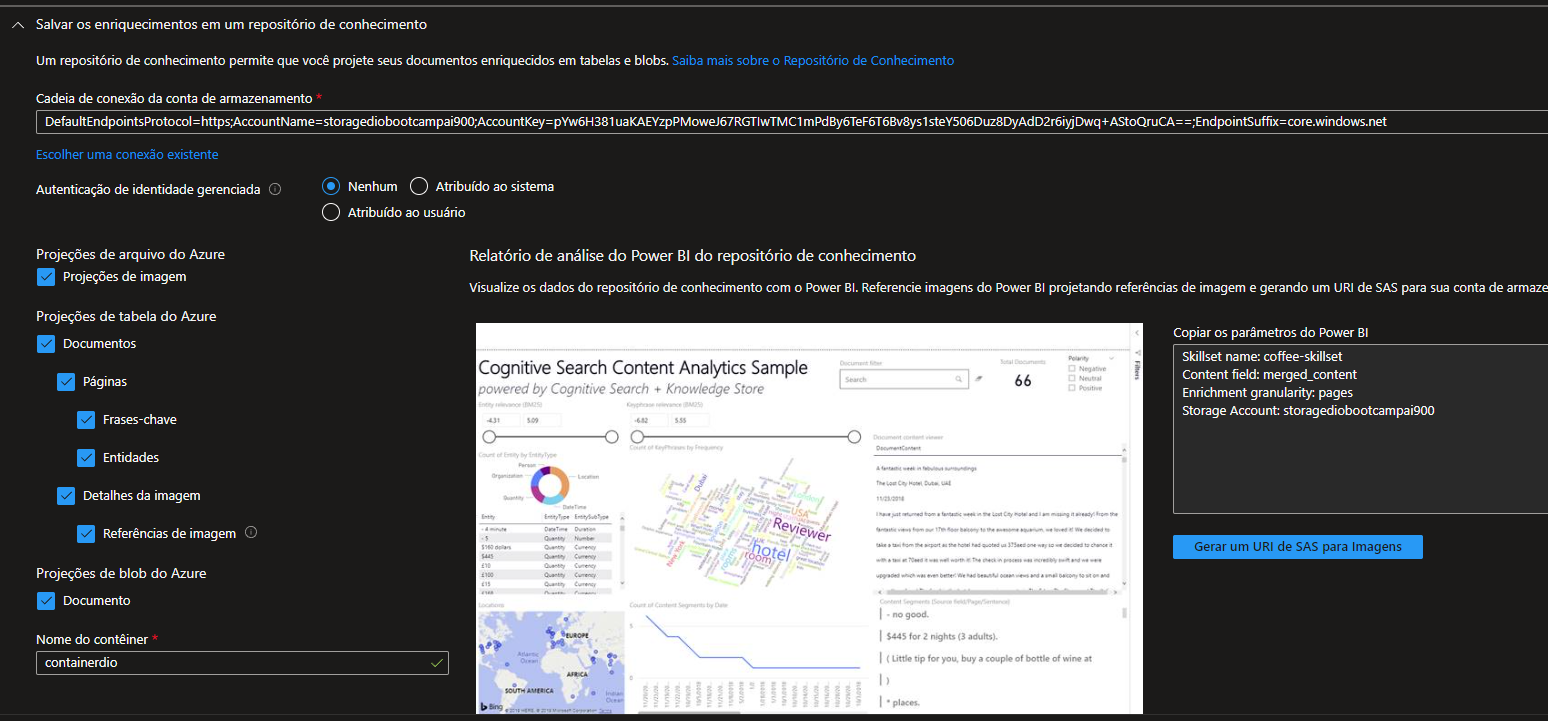 Salvar os enriquecimentos em um repositório de conhecimento
Um repositório de conhecimento permite que você projete seus documentos enriquecidos em tabelas e blobs. Saiba mais sobre o Repositório de Conhecimento
Cadeia de conexão da conta de armazenamento *
DefaultEndpointsProtocol=https;AccountName=storagediobootcampai900;AccountKey=pYw6H381uaKAEYzpPMoweJ67RGTIwTMC1mPdBy6TeF6T6Bv8ys1steY506Duz8DyAdD2r6iyjDwq+AStoQruCA==;EndpointSuffix=core.windows.net
Escolher uma conexão existente
Autenticação de identidade gerenciada
Nenhum
Atribuído ao sistema
Atribuído ao usuário
Projeções de arquivo do Azure
Projeções de imagem
Projeções de tabela do Azure
Documentos
Páginas
Frases-chave
Entidades
Detalhes da imagem
Referências de imagem
Projeções de blob do Azure
Documento
Nome do contêiner *
containerdio
Relatório de análise do Power BI do repositório de conhecimento
Visualize os dados do repositório de conhecimento com o Power BI. Referencie imagens do Power BI projetando referências de imagem e gerando um URI de SAS para sua conta de armaze
Cognitive Search Content Analytics Sample
powered by Cognitive Search + Knowledge Store
Document filter
Search
Total Documents
66
Polarity
Negative
Neutral
Positive
Filters
Entity relevance (BM25)
-4.31
5.09
Keyphrase relevance (BM25)
-6.82
5.55
Count of Entity by EntityType
Person
Organization
Location
Quantity
DateTime
Entity EntityType EntitySubType
- 4 minute DateTime Duration
- 5 Quantity Number
$160 dollars Quantity Currency
$445 Quantity Currency
£10 Quantity Currency
£100 Quantity Currency
£15 Quantity Currency
Count of KeyPhrases by Frequency
Dubai
London
USA
Reviewer
New York
hotel
room
Document content viewer
DocumentContent
A fantastic week in fabulous surroundings
The Lost City Hotel, Dubai, UAE
11/23/2016
I have just returned from a fantastic week in the Lost City Hotel and I am missing it already! From the
fantastic views from our 17th floor balcony to the awesome aquarium, we loved it! We decided to
take a taxi from the airport as the hotel had quoted us 375aed one way so we decided to chance it
with a taxi at 70aed it was well worth it! The check in process was incredibly swift and we were
upgraded which was even better! We had beautiful ocean views and a small balcony to sit on and
Locations
EUROPE
Atlantic
Ocean
AFRICA
SOUTH AMERICA
Indian
Ocean
Bing
Count of Content Segments by Date
5
0
Content Segments (Source field/Page/Sentence)
- no good.
$445 for 2 nights (3 adults).
( Little tip for you, buy a couple of bottle of wine at
)
* places.
Copiar os parâmetros do Power BI
Skillset name: coffee-skillset
Content field: merged_content
Enrichment granularity: pages
Storage Account: storagediobootcampai900
Gerar um URI de SAS para Imagens